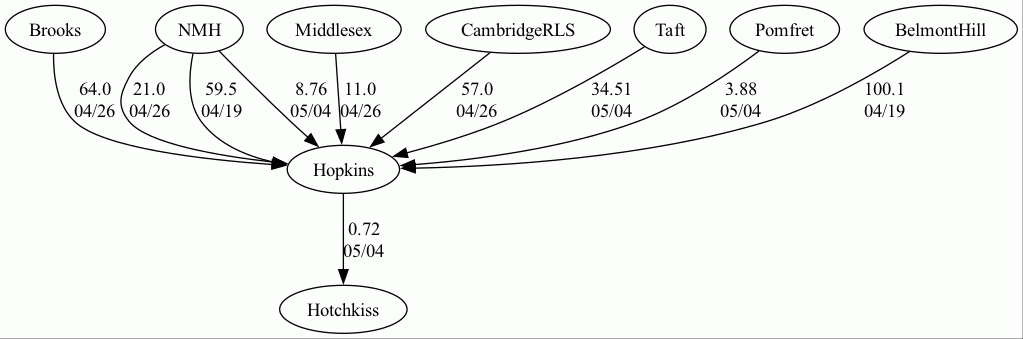 Brooks NMH Middlesex CambridgeRLS Taft Pomfret BelmontHill
64.0 21.0 59.5 8.76 11.0 57.0 34.51 3.88 100.1
04/26 04/26 04/19 05/04 04/26 04/26 05/04 05/04 04/19
Hopkins
0.72
05/04
Hotchkiss